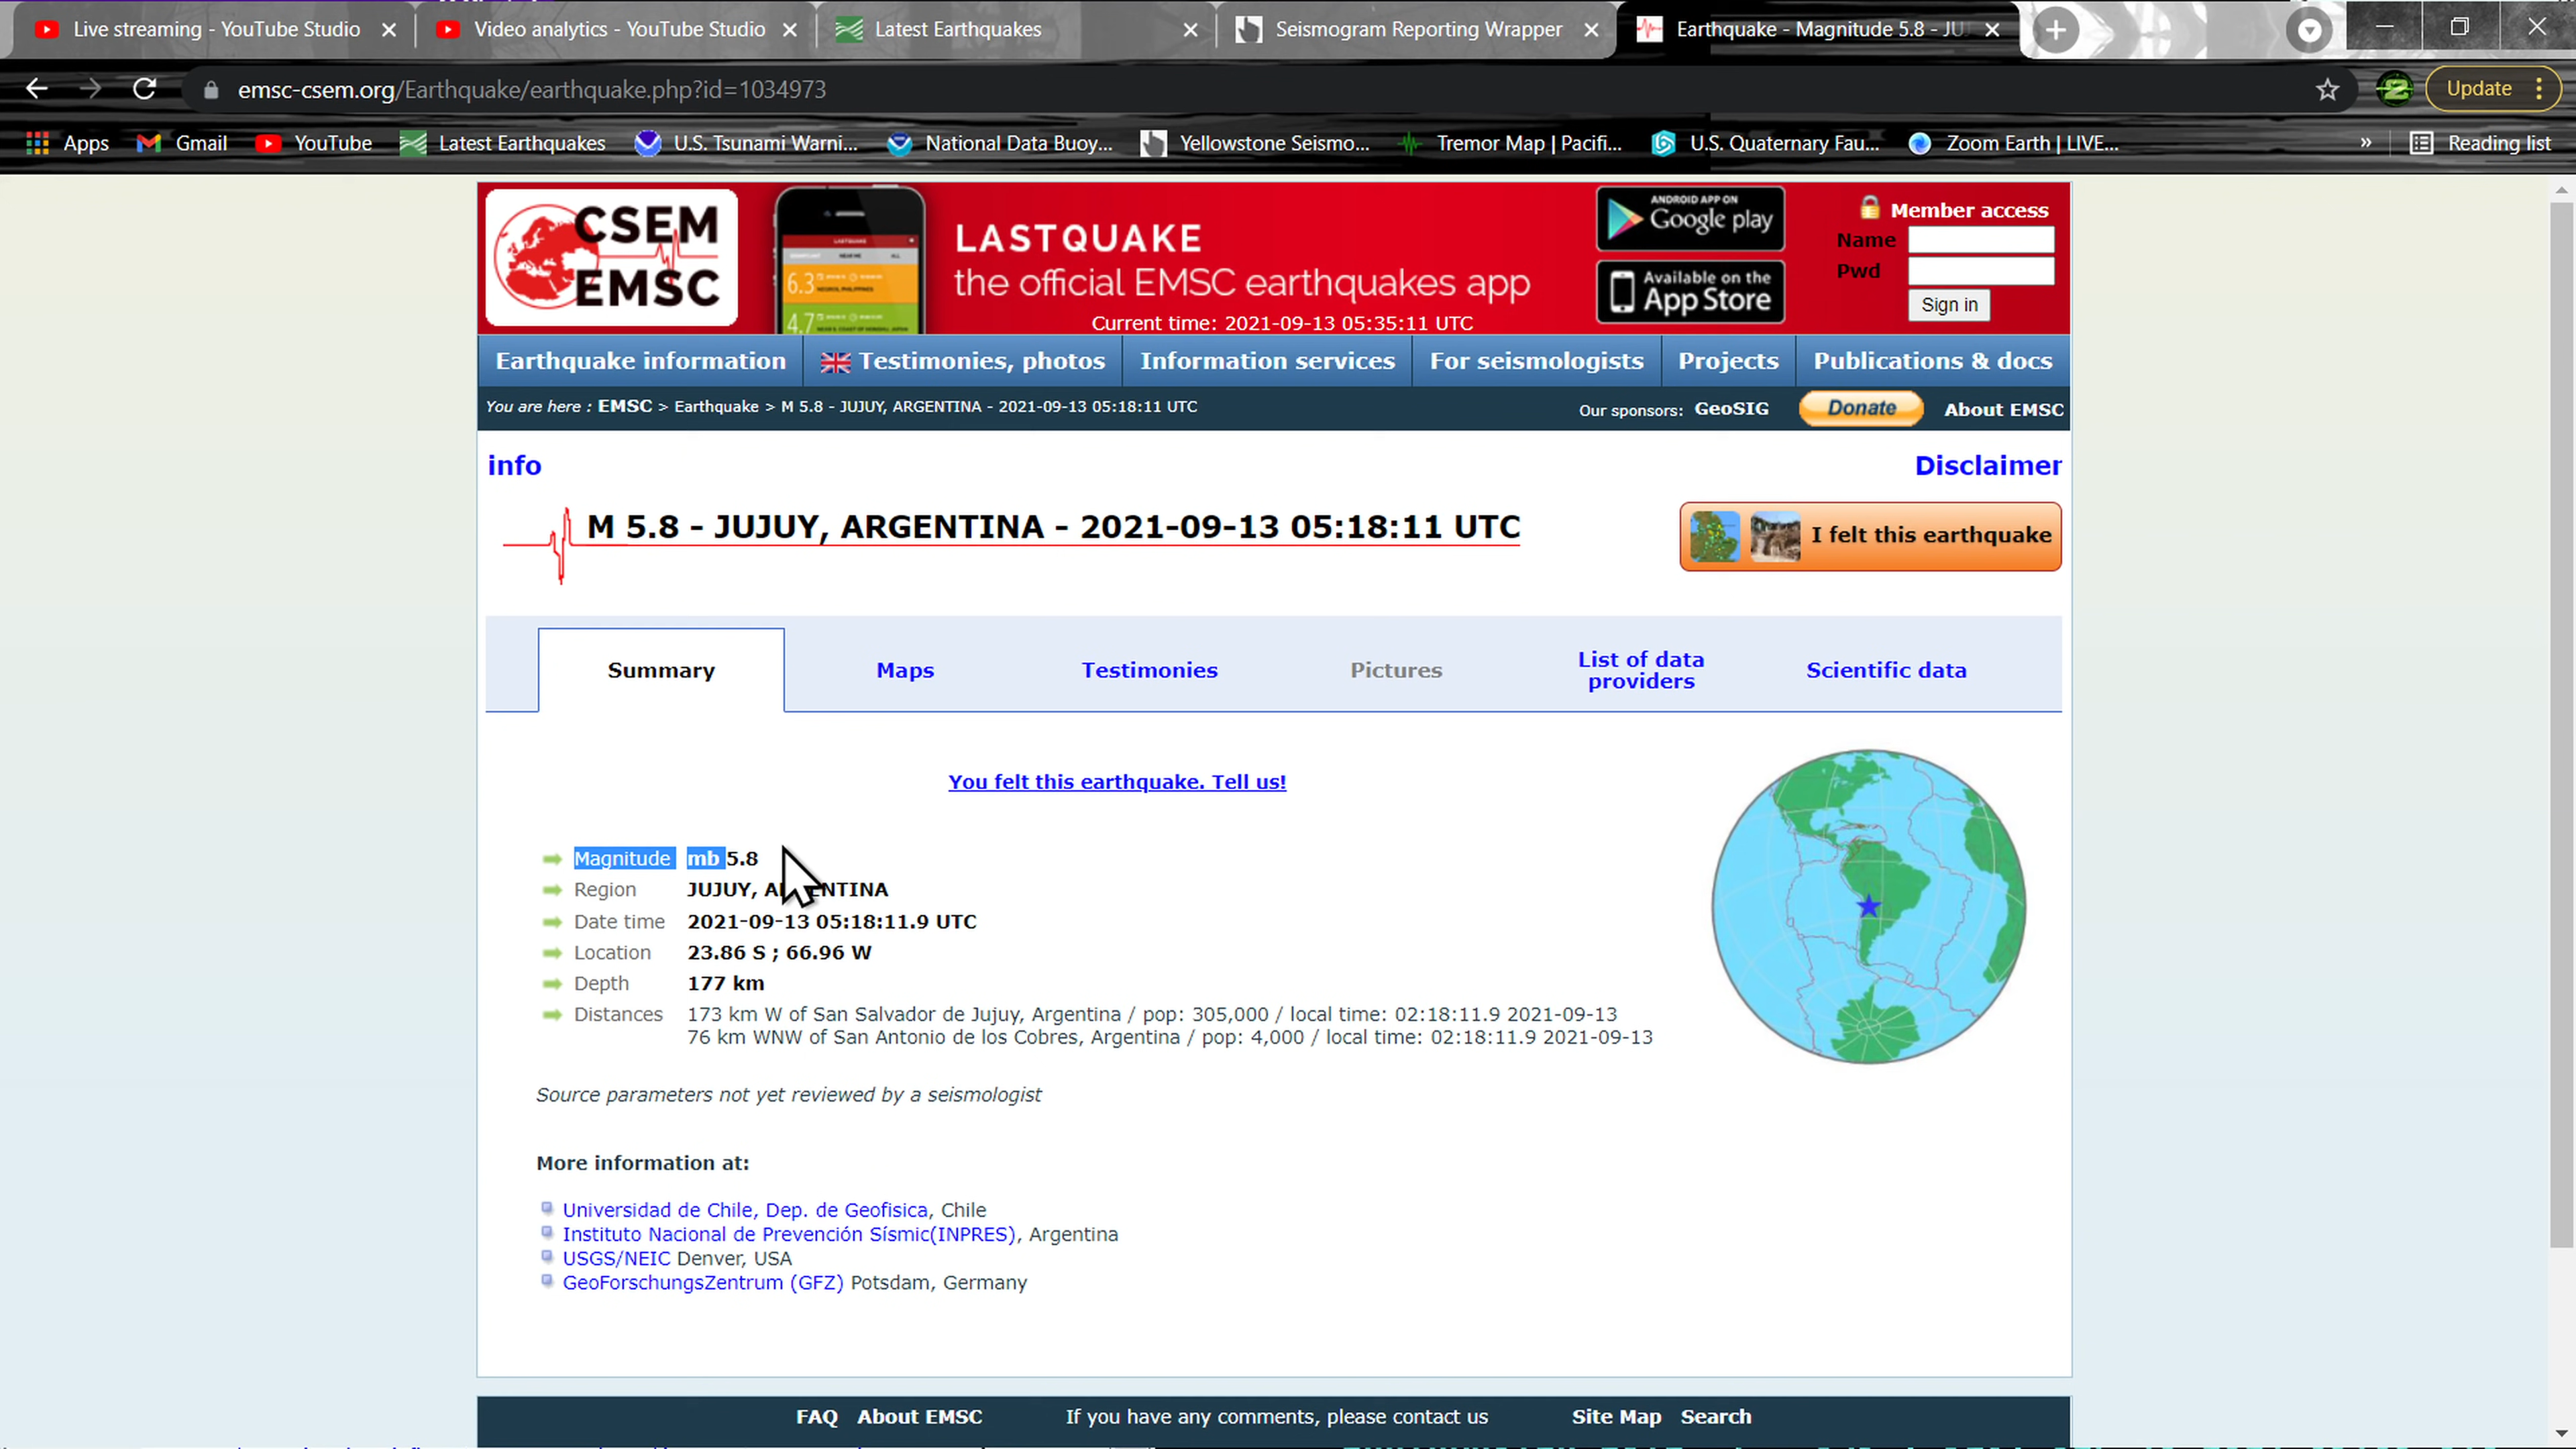 Live streaming - YouTube Studio
Video analytics - YouTube Studio
Latest Earthquakes
Seismogram Reporting Wrapper
Earthquake - Magnitude 5.8 - JU
emsc-csem.org/Earthquake/earthquake.php?id=1034973
Update
Apps
Gmail
YouTube
Latest Earthquakes
U.S. Tsunami Warni...
National Data Buoy...
Yellowstone Seismo...
Tremor Map | Pacifi...
U.S. Quaternary Fau...
Zoom Earth | LIVE...
»
Reading list
CSEM
EMSC
LASTQUAKE
6.3
4.7
LASTQUAKE
the official EMSC earthquakes app
Current time: 2021-09-13 05:35:11 UTC
ANDROID APP ON
Google play
Available on the
App Store
Member access
Name
Pwd
Sign in
Earthquake information
Testimonies, photos
Information services
For seismologists
Projects
Publications & docs
You are here : EMSC > Earthquake > M 5.8 - JUJUY, ARGENTINA - 2021-09-13 05:18:11 UTC
Our sponsors: GeoSIG
Donate
About EMSC
info
Disclaimer
M 5.8 - JUJUY, ARGENTINA - 2021-09-13 05:18:11 UTC
I felt this earthquake
Summary
Maps
Testimonies
Pictures
List of data
providers
Scientific data
You felt this earthquake. Tell us!
Magnitude mb 5.8
Region JUJUY, ARGENTINA
Date time 2021-09-13 05:18:11.9 UTC
Location 23.86 S ; 66.96 W
Depth 177 km
Distances 173 km W of San Salvador de Jujuy, Argentina / pop: 305,000 / local time: 02:18:11.9 2021-09-13
76 km WNW of San Antonio de los Cobres, Argentina / pop: 4,000 / local time: 02:18:11.9 2021-09-13
Source parameters not yet reviewed by a seismologist
More information at:
Universidad de Chile, Dep. de Geofisica, Chile
Instituto Nacional de Prevención Sísmic(INPRES), Argentina
USGS/NEIC Denver, USA
GeoForschungsZentrum (GFZ) Potsdam, Germany
FAQ
About EMSC
If you have any comments, please contact us
Site Map
Search